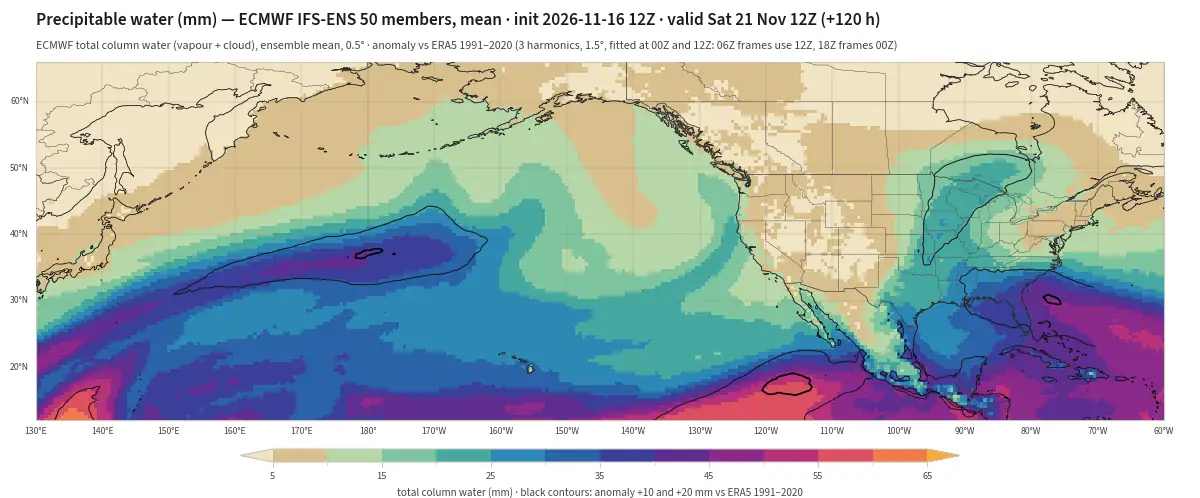 Precipitable water (mm) — ECMWF IFS-ENS 50 members, mean · init 2026-11-16 12Z · valid Sat 21 Nov 12Z (+120 h)
ECMWF total column water (vapour + cloud), ensemble mean, 0.5° · anomaly vs ERA5 1991–2020 (3 harmonics, 1.5°, fitted at 00Z and 12Z: 06Z frames use 12Z, 18Z frames 00Z)
60°N
50°N
40°N
30°N
20°N
130°E 140°E 150°E 160°E 170°E 180° 170°W 160°W 150°W 140°W 130°W 120°W 110°W 100°W 90°W 80°W 70°W 60°W
5 15 25 35 45 55 65
total column water (mm) · black contours: anomaly +10 and +20 mm vs ERA5 1991–2020